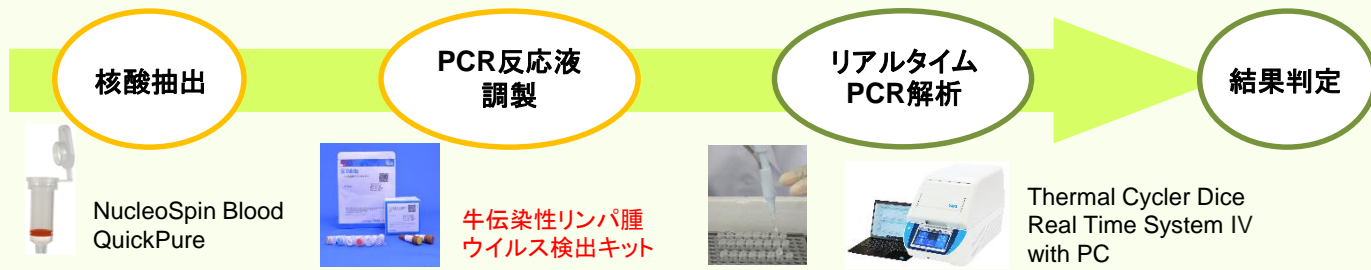 核酸抽出
PCR反応液
調製
リアルタイム
PCR解析
結果判定
NucleoSpin Blood
QuickPure
牛伝染性リンパ腫
ウイルス検出キット
Thermal Cycler Dice
Real Time System IV
with PC